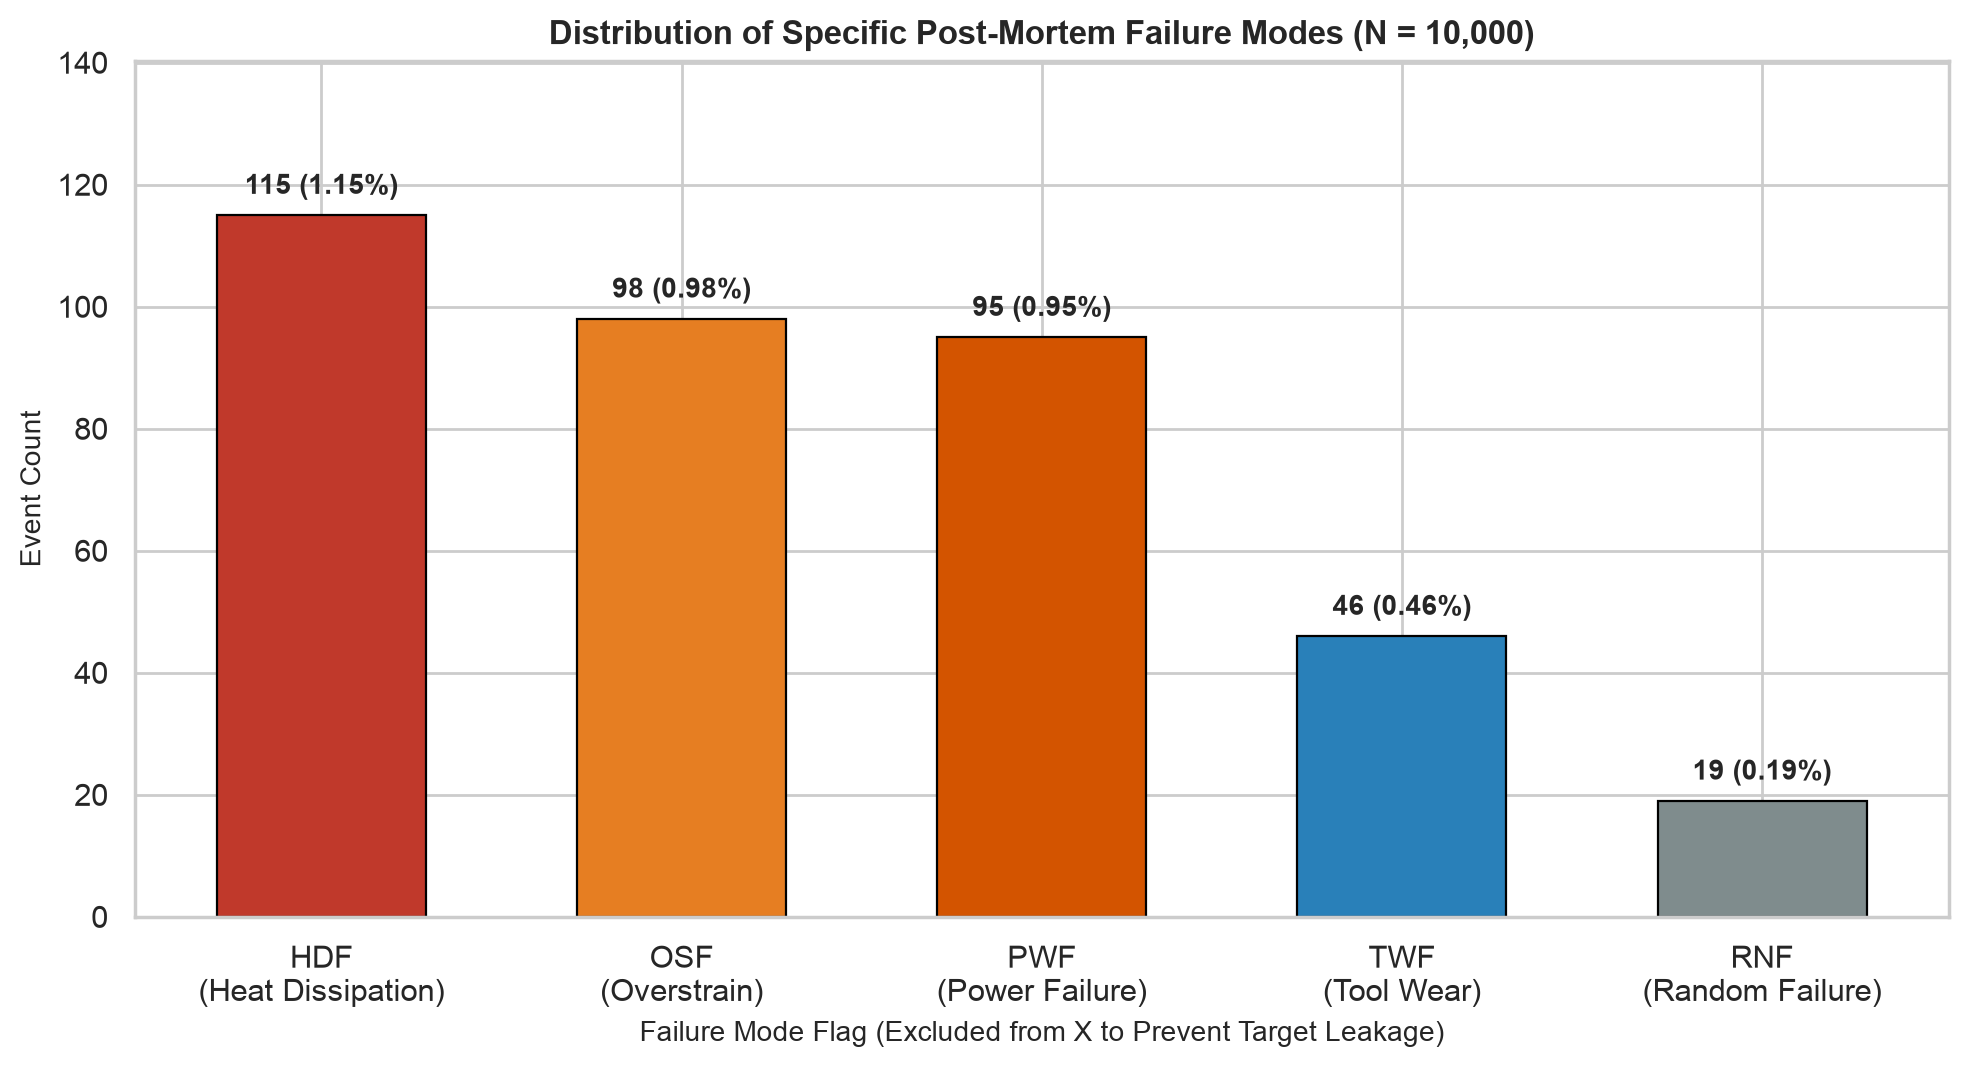 Distribution of Specific Post-Mortem Failure Modes (N = 10,000)
140
120
100
80
60
40
20
0
Event Count
115 (1.15%)
98 (0.98%)
95 (0.95%)
46 (0.46%)
19 (0.19%)
HDF
(Heat Dissipation)
OSF
(Overstrain)
PWF
(Power Failure)
TWF
(Tool Wear)
RNF
(Random Failure)
Failure Mode Flag (Excluded from X to Prevent Target Leakage)